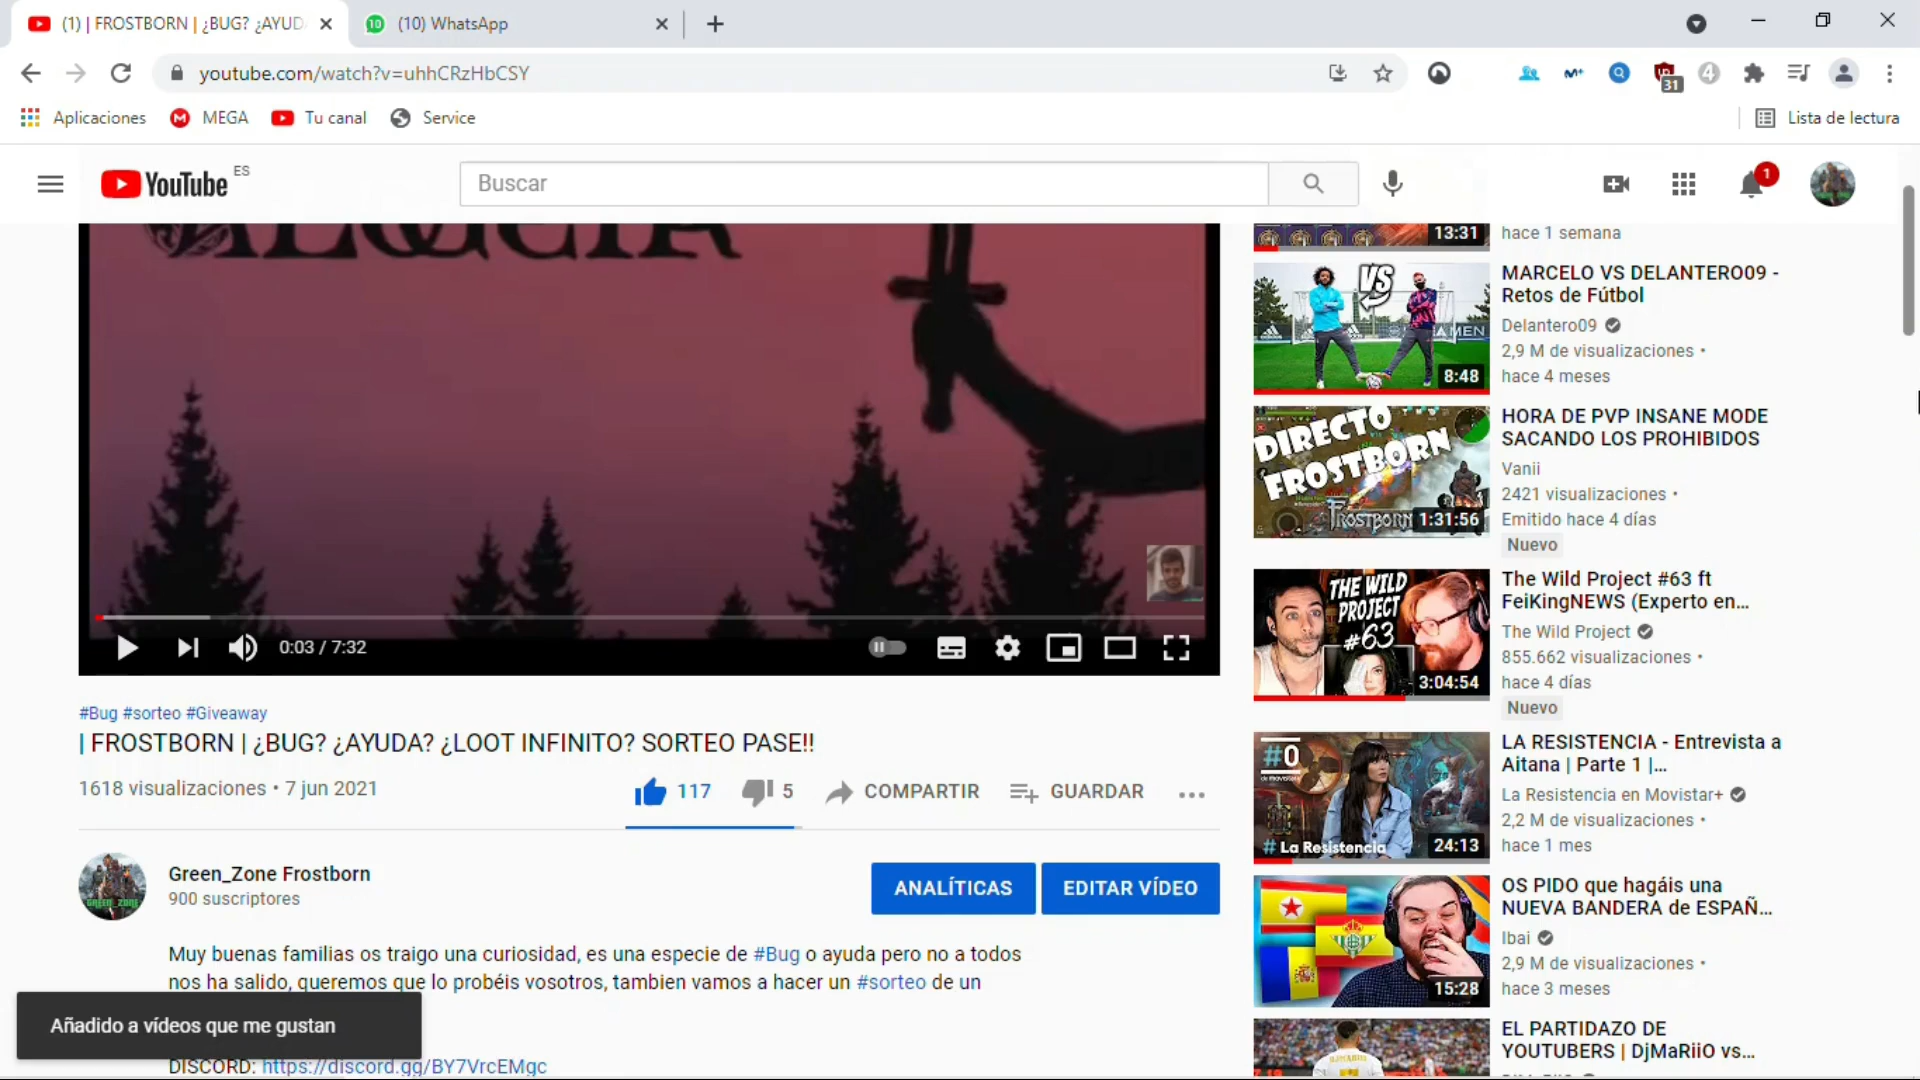 (1) | FROSTBORN | ¿BUG? ¿AYUD
(10) WhatsApp
youtube.com/watch?v=uhhCRzHbCSY
31
Aplicaciones
MEGA
Tu canal
Service
Lista de lectura
YouTube ES
Buscar
1
13:31
hace 1 semana
VS
8:48
MARCELO VS DELANTERO09 -
Retos de Fútbol
Delantero09
2,9 M de visualizaciones •
hace 4 meses
DIRECTO
FROSTBORN
FROSTBORN
1:31:56
HORA DE PVP INSANE MODE
SACANDO LOS PROHIBIDOS
Vanii
2421 visualizaciones •
Emitido hace 4 días
Nuevo
THE WILD
PROJECT
#63
3:04:54
The Wild Project #63 ft
FeiKingNEWS (Experto en...
The Wild Project
855.662 visualizaciones •
hace 4 días
Nuevo
0:03 / 7:32
#Bug #sorteo #Giveaway
| FROSTBORN | ¿BUG? ¿AYUDA? ¿LOOT INFINITO? SORTEO PASE!!
1618 visualizaciones • 7 jun 2021
117
5
COMPARTIR
GUARDAR
#0
# La Resistencia
24:13
LA RESISTENCIA - Entrevista a
Aitana | Parte 1 |...
La Resistencia en Movistar+
2,2 M de visualizaciones •
hace 1 mes
GREEN_ZONE
Green_Zone Frostborn
900 suscriptores
ANALÍTICAS
EDITAR VÍDEO
15:28
OS PIDO que hagáis una
NUEVA BANDERA de ESPAÑ...
Ibai
2,9 M de visualizaciones •
hace 3 meses
Muy buenas familias os traigo una curiosidad, es una especie de #Bug o ayuda pero no a todos
nos ha salido, queremos que lo probéis vosotros, tambien vamos a hacer un #sorteo de un
Añadido a vídeos que me gustan
DISCORD: https://discord.gg/BY7VrcEMgc
EL PARTIDAZO DE
YOUTUBERS | DjMaRiiO vs...